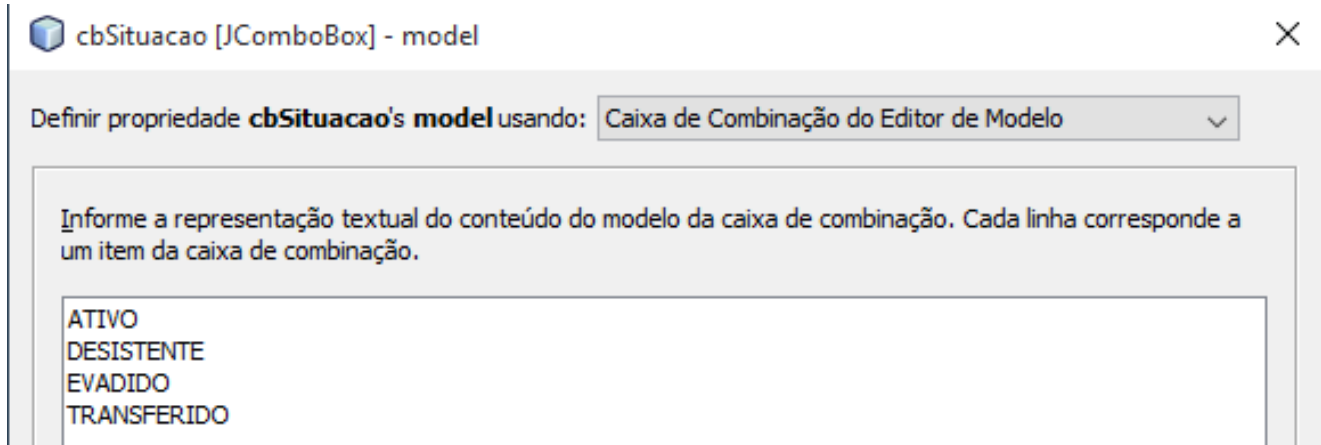 cbSituacao [JComboBox] - model
Definir propriedade cbSituacao's model usando: Caixa de Combinação do Editor de Modelo
Informe a representação textual do conteúdo do modelo da caixa de combinação. Cada linha corresponde a
um item da caixa de combinação.
ATIVO
DESISTENTE
EVADIDO
TRANSFERIDO